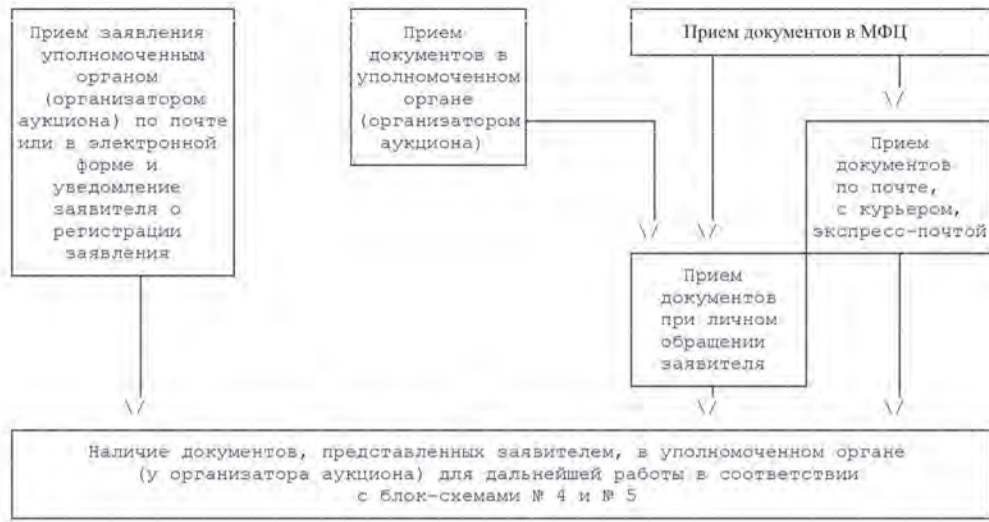 Прием заявления
уполномоченным
органом
(организатором
аукциона) по почте
или в электронной
форме и
уведомление
заявителя о
регистрации
заявления
Прием
документов в
уполномоченном
органе
(организатором
аукциона)
Прием документов в МФЦ
Прием
документов
по почте,
с курьером,
экспресс-почтой
Прием
документов
при личном
обращении
заявителя
Наличие документов, представленных заявителем, в уполномоченном органе
(у организатора аукциона) для дальнейшей работы в соответствии
с блок-схемами № 4 и № 5